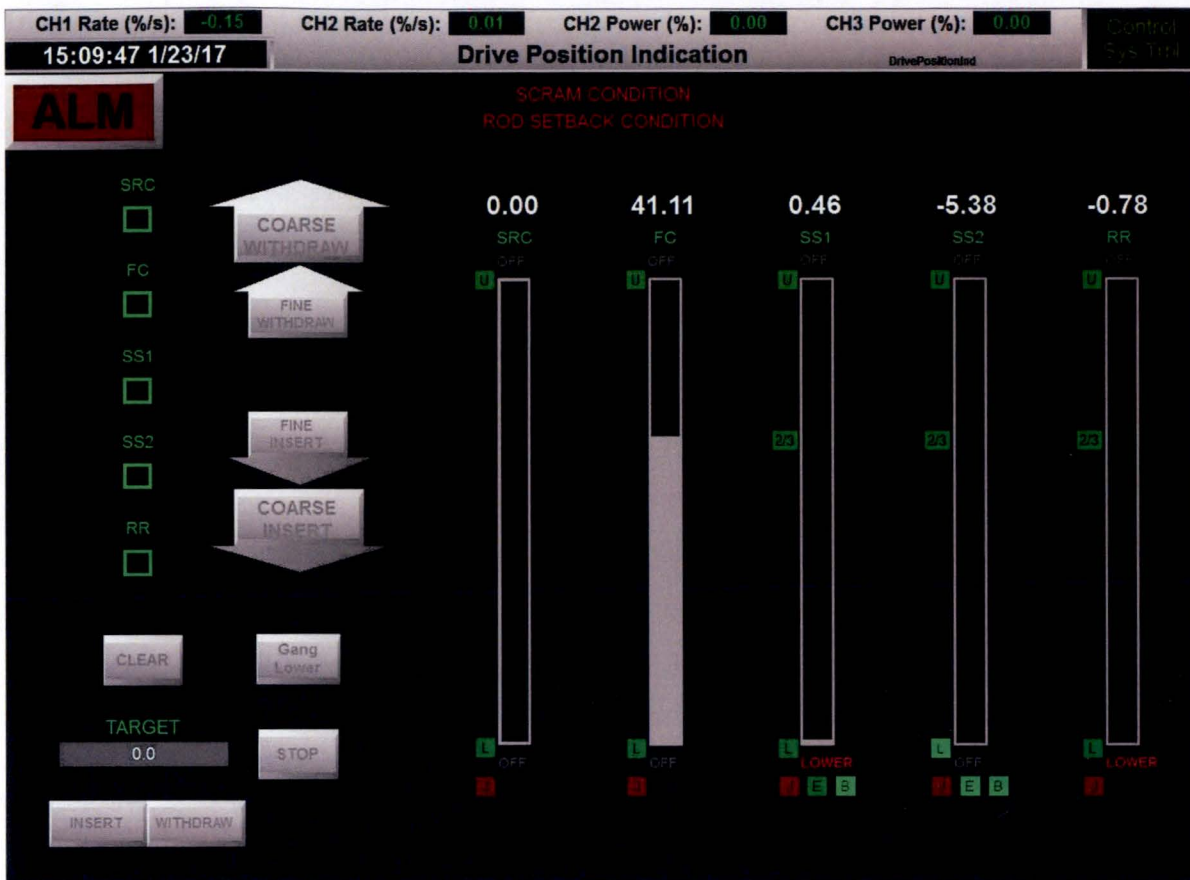 CH1 Rate (%/s): -0.15 CH2 Rate (%/s): 0.01 CH2 Power (%): 0.00 CH3 Power (%): 0.00
15:09:47 1/23/17 Drive Position Indication DrivePositionInd
Control
Sys Trbl
ALM
SCRAM CONDITION
ROD SETBACK CONDITION
SRC
FC
SS1
SS2
RR
COARSE
WITHDRAW
FINE
WITHDRAW
FINE
INSERT
COARSE
INSERT
CLEAR
Gang
Lower
TARGET
0.0
STOP
INSERT WITHDRAW
0.00 41.11 0.46 -5.38 -0.78
SRC FC SS1 SS2 RR
OFF OFF OFF OFF OFF
U U U U U
2/3 2/3 2/3
L L L L L
OFF OFF LOWER OFF LOWER
J J J E B J E B J